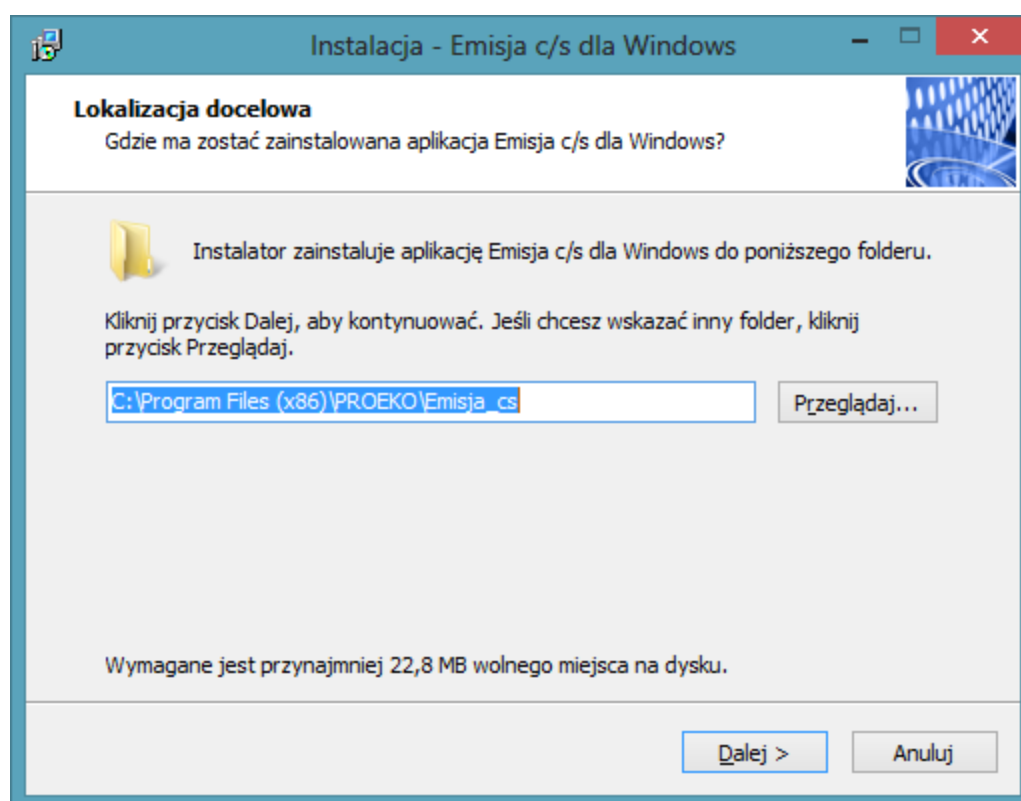 Instalacja - Emisja c/s dla Windows
Lokalizacja docelowa
Gdzie ma zostać zainstalowana aplikacja Emisja c/s dla Windows?
Instalator zainstaluje aplikację Emisja c/s dla Windows do poniższego folderu.
Kliknij przycisk Dalej, aby kontynuować. Jeśli chcesz wskazać inny folder, kliknij
przycisk Przeglądaj.
C:\Program Files (x86)\PROEKO\Emisja_cs
Przeglądaj...
Wymagane jest przynajmniej 22,8 MB wolnego miejsca na dysku.
Dalej >
Anuluj